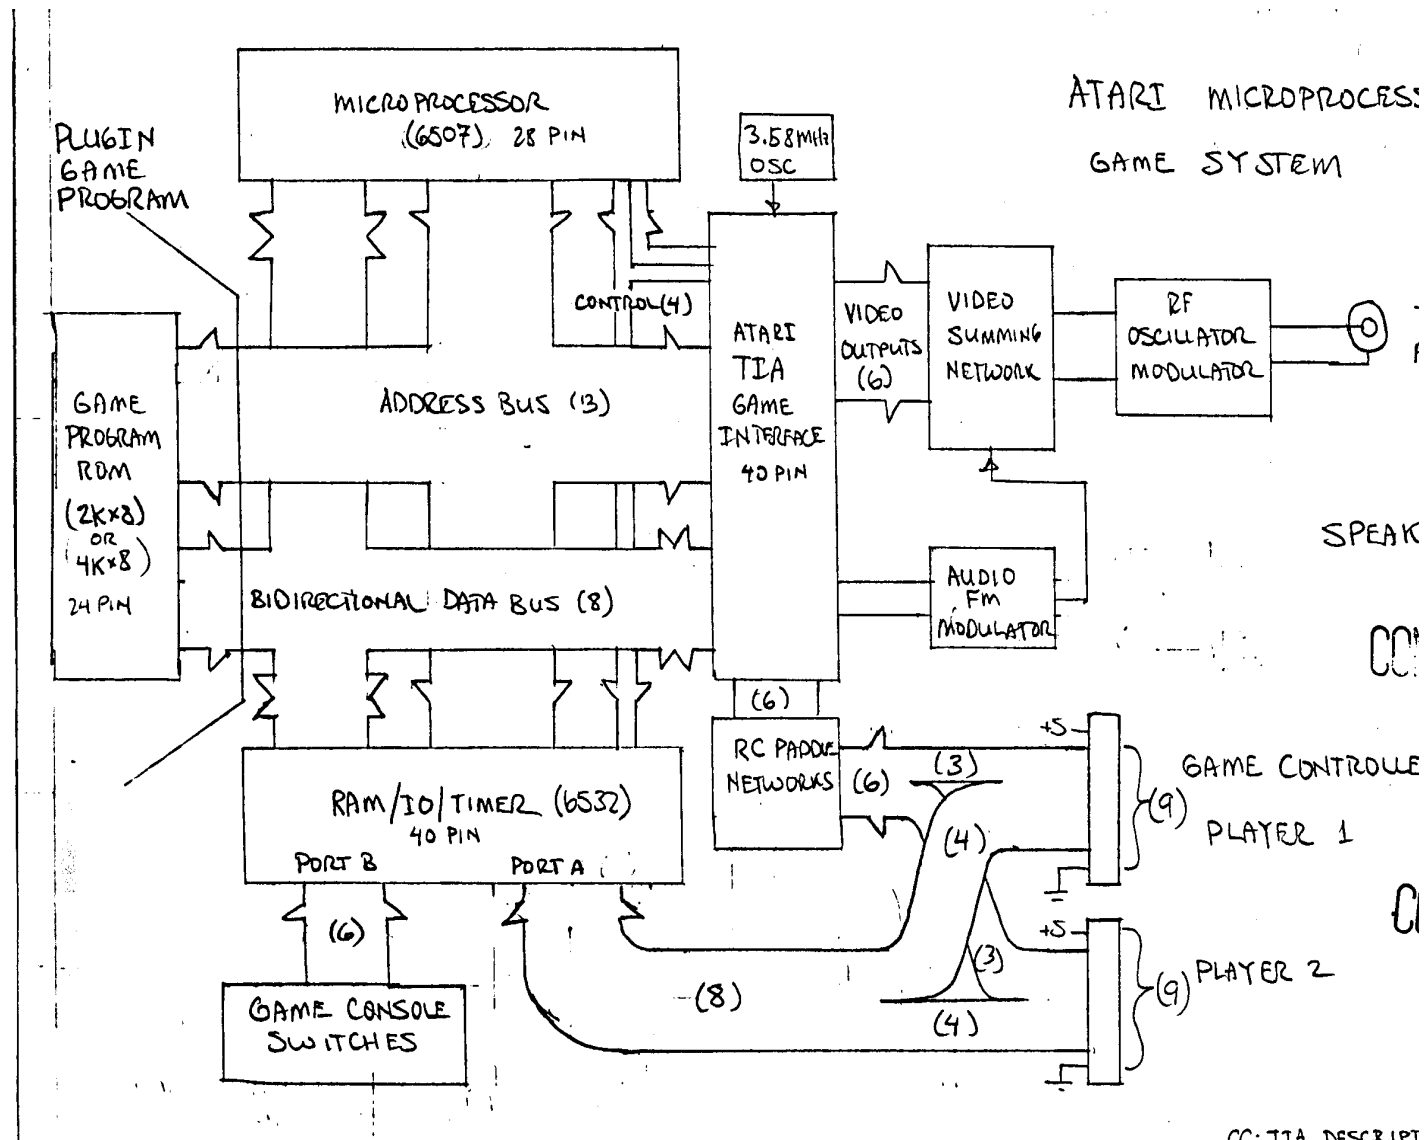 ATARI MICROPROCESS
GAME SYSTEM
MICROPROCESSOR
(6507) 28 PIN
PLUGIN
GAME
PROGRAM
3.58MHz
OSC
CONTROL(4)
GAME
PROGRAM
ROM
(2K×8)
OR
(4K×8)
24 PIN
ADDRESS BUS (13)
BIDIRECTIONAL DATA BUS (8)
ATARI
TIA
GAME
INTERFACE
40 PIN
VIDEO
OUTPUTS
(6)
VIDEO
SUMMING
NETWORK
RF
OSCILLATOR
MODULATOR
AUDIO
FM
MODULATOR
SPEAK
(6)
RC PADDLE
NETWORKS
(6)
(3)
(4)
+5
(9)
GAME CONTROLLE
PLAYER 1
RAM/IO/TIMER (6532)
40 PIN
PORT B
PORT A
(6)
GAME CONSOLE
SWITCHES
(8)
(3)
(4)
+5
(9)
PLAYER 2
CC: TIA DESCRIPT